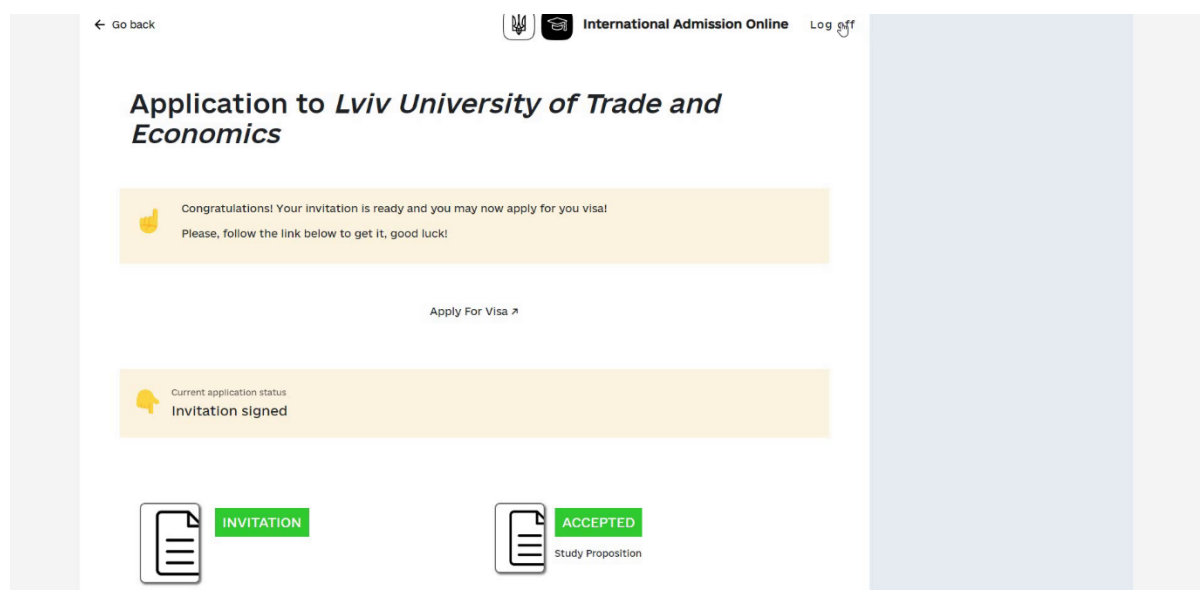 ← Go back
International Admission Online
Log off
Application to Lviv University of Trade and
Economics
Congratulations! Your invitation is ready and you may now apply for you visa!
Please, follow the link below to get it, good luck!
Apply For Visa ↗
Current application status
Invitation signed
INVITATION
ACCEPTED
Study Proposition